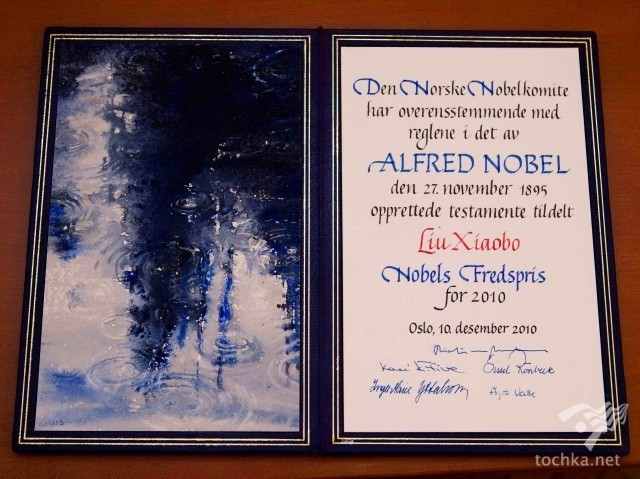 Den Norske Nobelkomite
har overensstemmende med
reglene i det av
ALFRED NOBEL
den 27. november 1895
opprettede testamente tildelt
Liu Xiaobo
Nobels Fredspris
for 2010
Oslo, 10. desember 2010
tochka.net